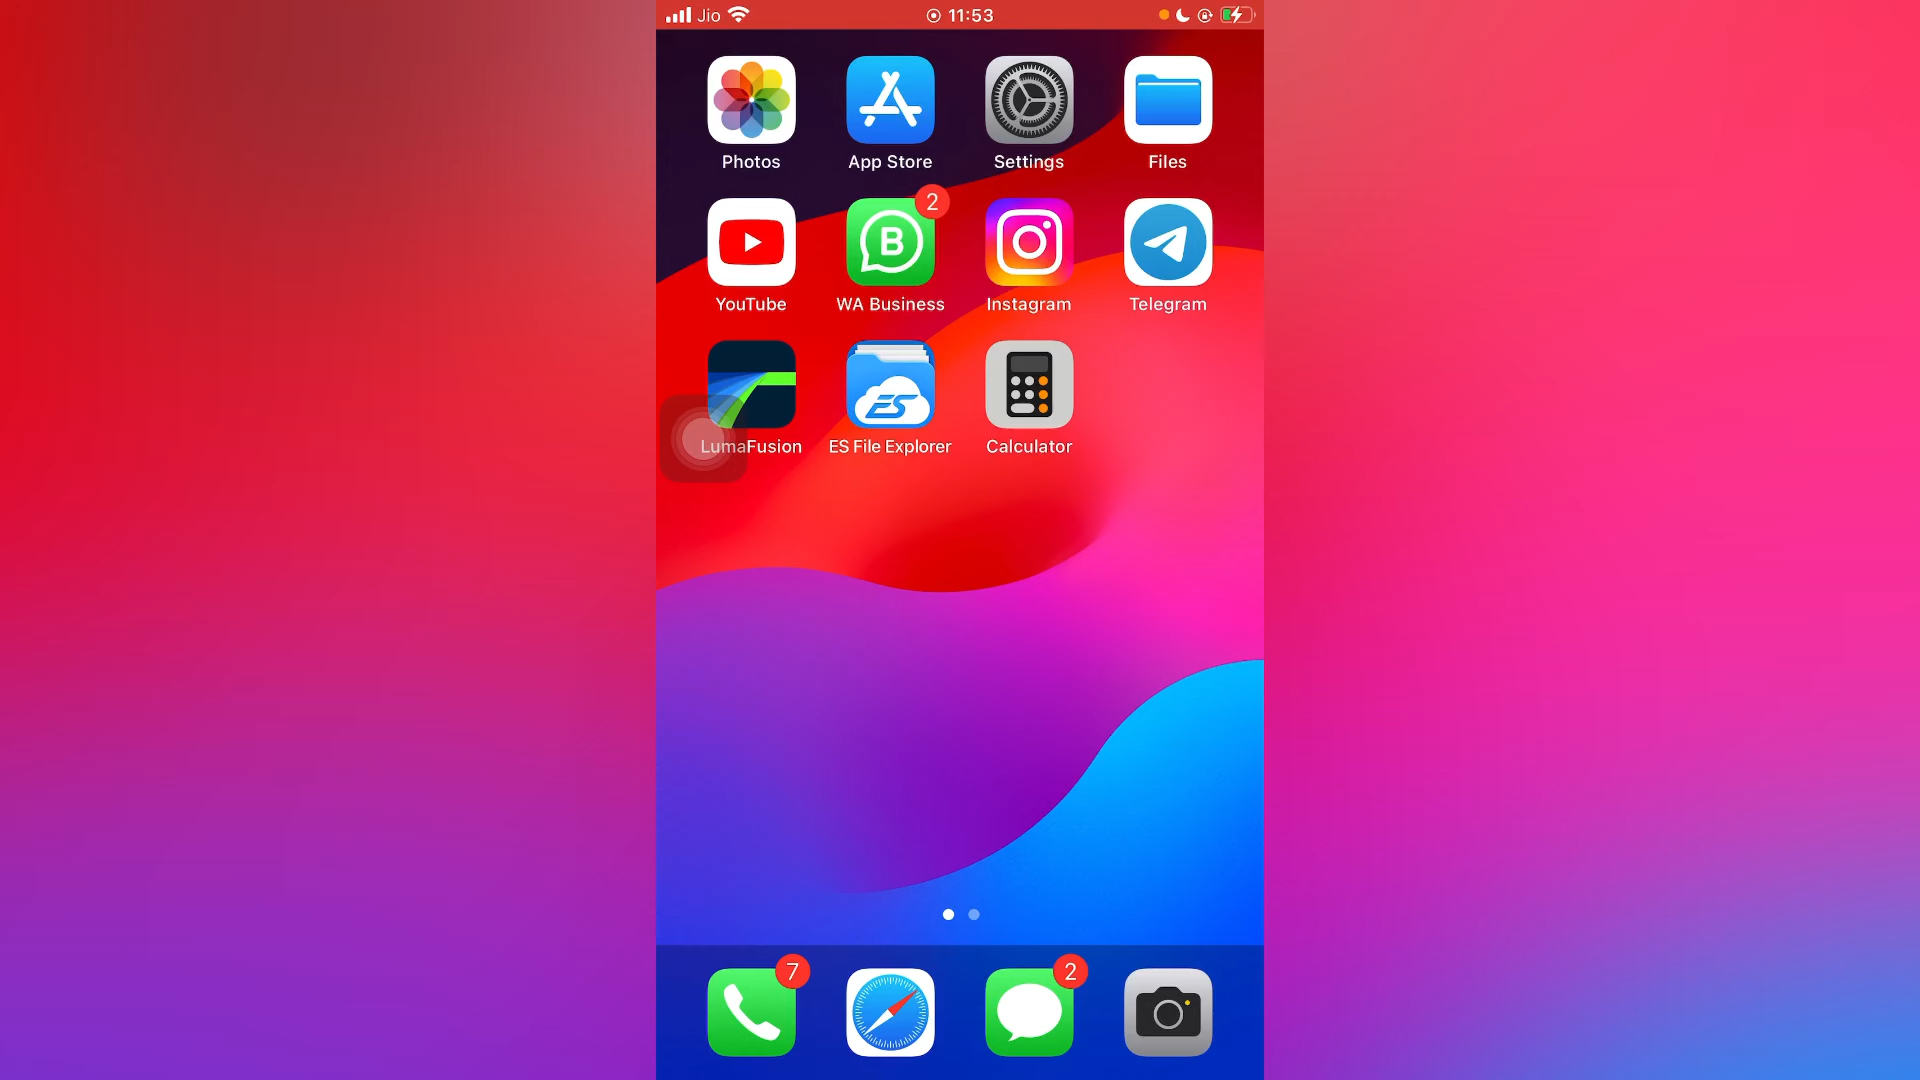 Jio 11:53
Photos App Store Settings Files
2
B
YouTube WA Business Instagram Telegram
ES
LumaFusion ES File Explorer Calculator
7 2